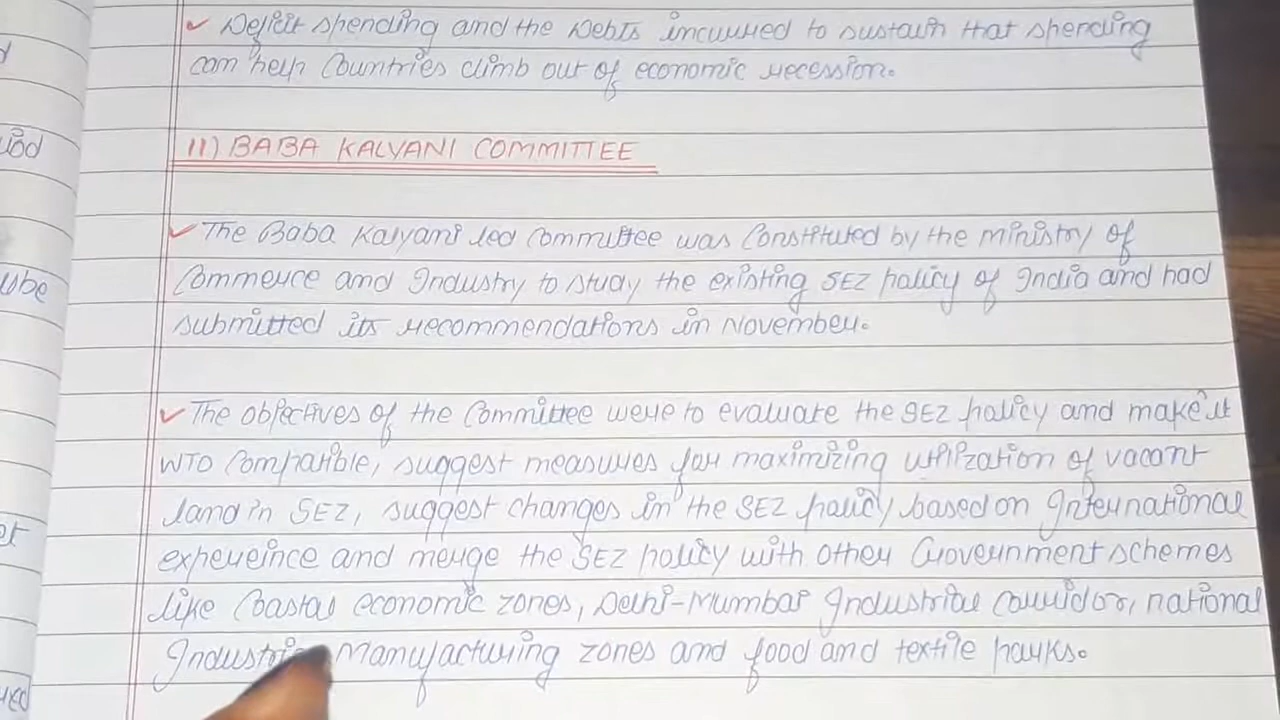 ✓ Deficit spending and the Debts incurred to sustain that spending
can help Countries climb out of economic recession.
11) BABA KALYANI COMMITTEE
✓ The Baba Kalyani led Committee was Constituted by the ministry of
Commerce and Industry to study the existing SEZ policy of India and had
submitted its recommendations in November.
✓ The objectives of the Committee were to evaluate the SEZ policy and make it
WTO Compatible, suggest measures for maximizing utilization of vacant
land in SEZ, suggest changes in the SEZ policy based on International
expereince and merge the SEZ policy with other Government schemes
like Coastal economic zones, Delhi-Mumbai Industrial Corridor, national
Manufacturing zones and food and textile parks.